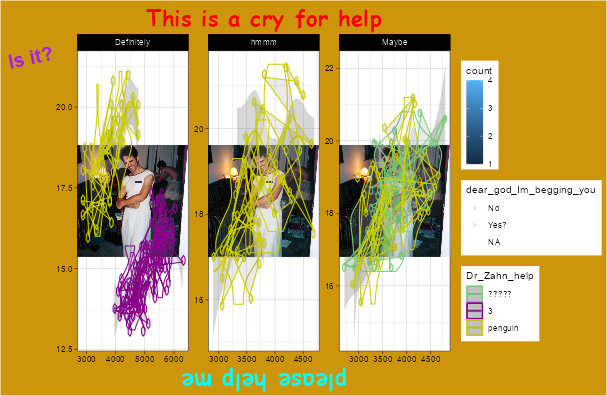 This is a cry for help
Is it?
Definitely
hmmm
Maybe
20.0
17.5
15.0
12.5
3000 4000 5000 6000
20
18
16
3000 3500 4000 4500
22
20
18
16
3000 3500 4000 4500
count
4
3
2
1
dear_god_Im_begging_you
No
Yes?
NA
Dr_Zahn_help
?????
3
penguin
please help me